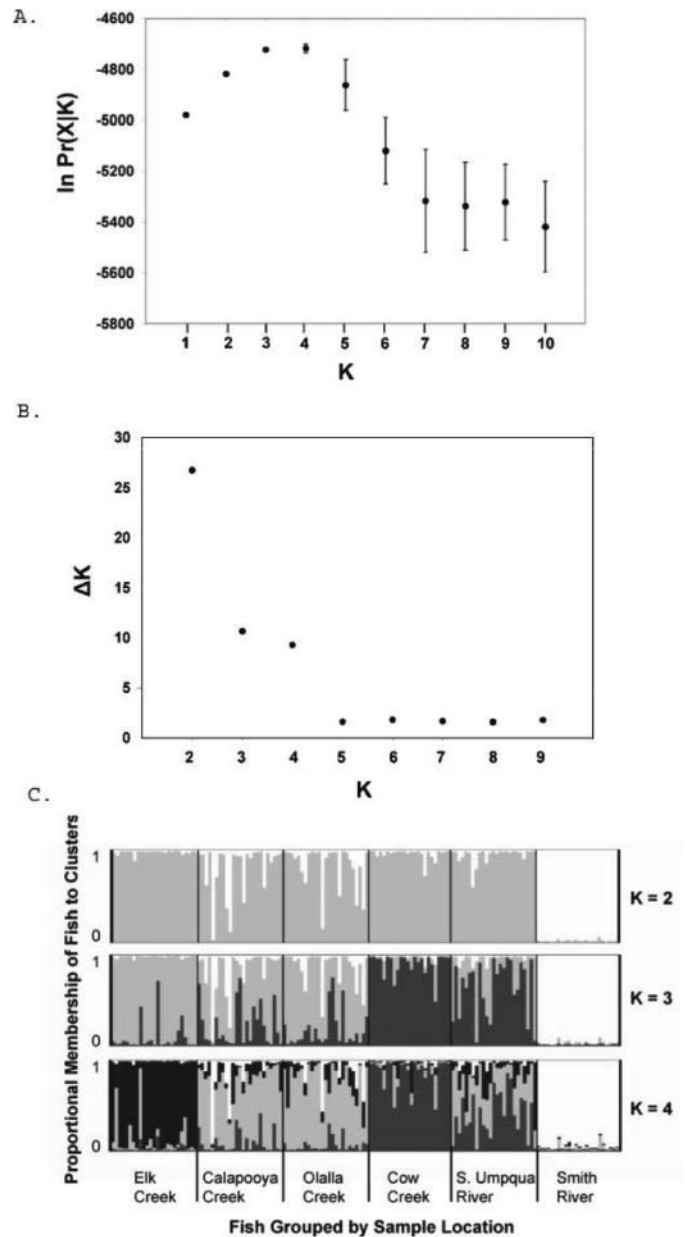 A.
ln Pr(X|K)
-4600
-4800
-5000
-5200
-5400
-5600
-5800
1 2 3 4 5 6 7 8 9 10
K
B.
ΔK
30
25
20
15
10
5
0
2 3 4 5 6 7 8 9
K
C.
Proportional Membership of Fish to Clusters
1
0
K = 2
1
0
K = 3
1
0
K = 4
Elk Creek
Calapooya Creek
Olalla Creek
Cow Creek
S. Umpqua River
Smith River
Fish Grouped by Sample Location